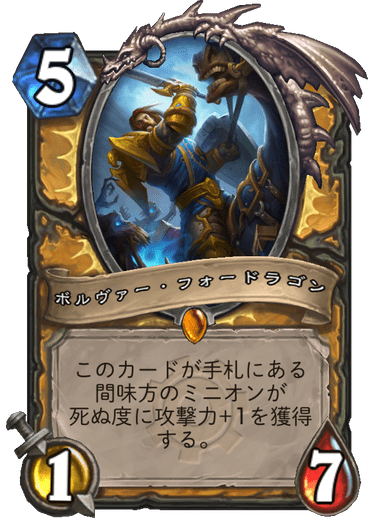 5
ボルヴァー・フォードラゴン
このカードが手札にある
間味方のミニオンが
死ぬ度に攻撃力+1を獲得
する。
1
7